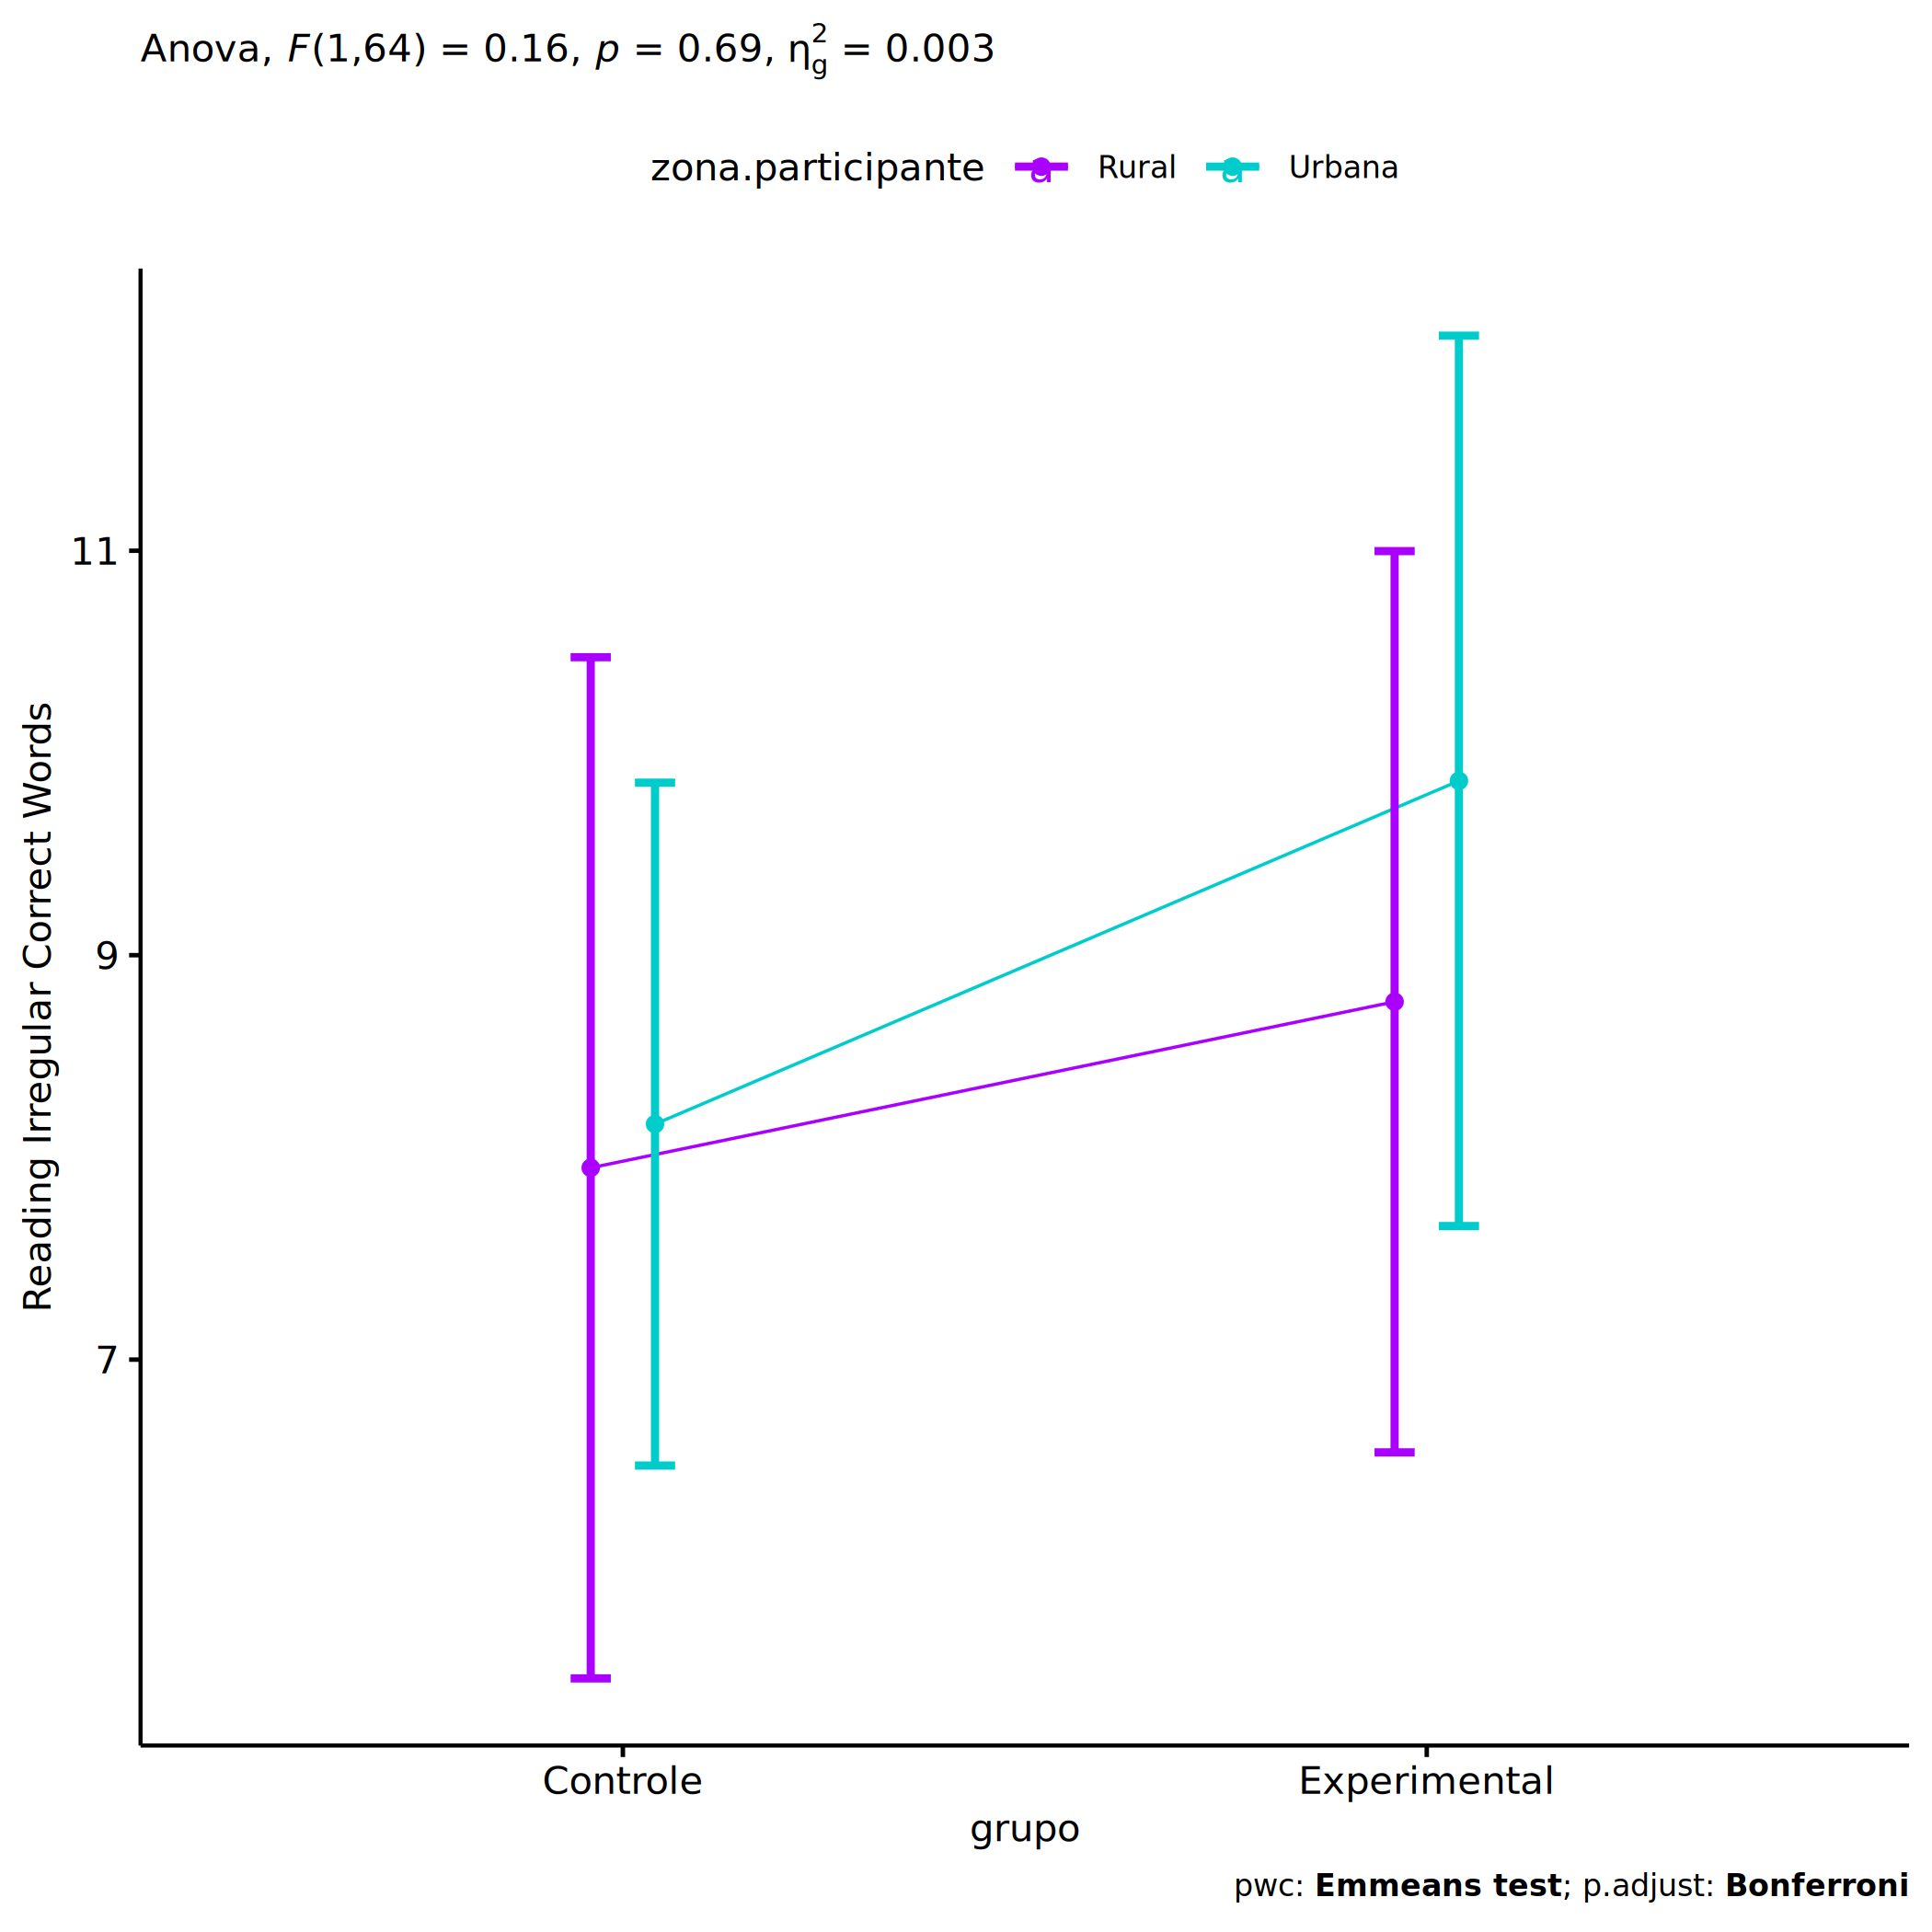 Anova, F(1,64) = 0.16, p = 0.69, η²g = 0.003
zona.participante a Rural a Urbana
11
9
7
Reading Irregular Correct Words
Controle Experimental
grupo
pwc: Emmeans test; p.adjust: Bonferroni